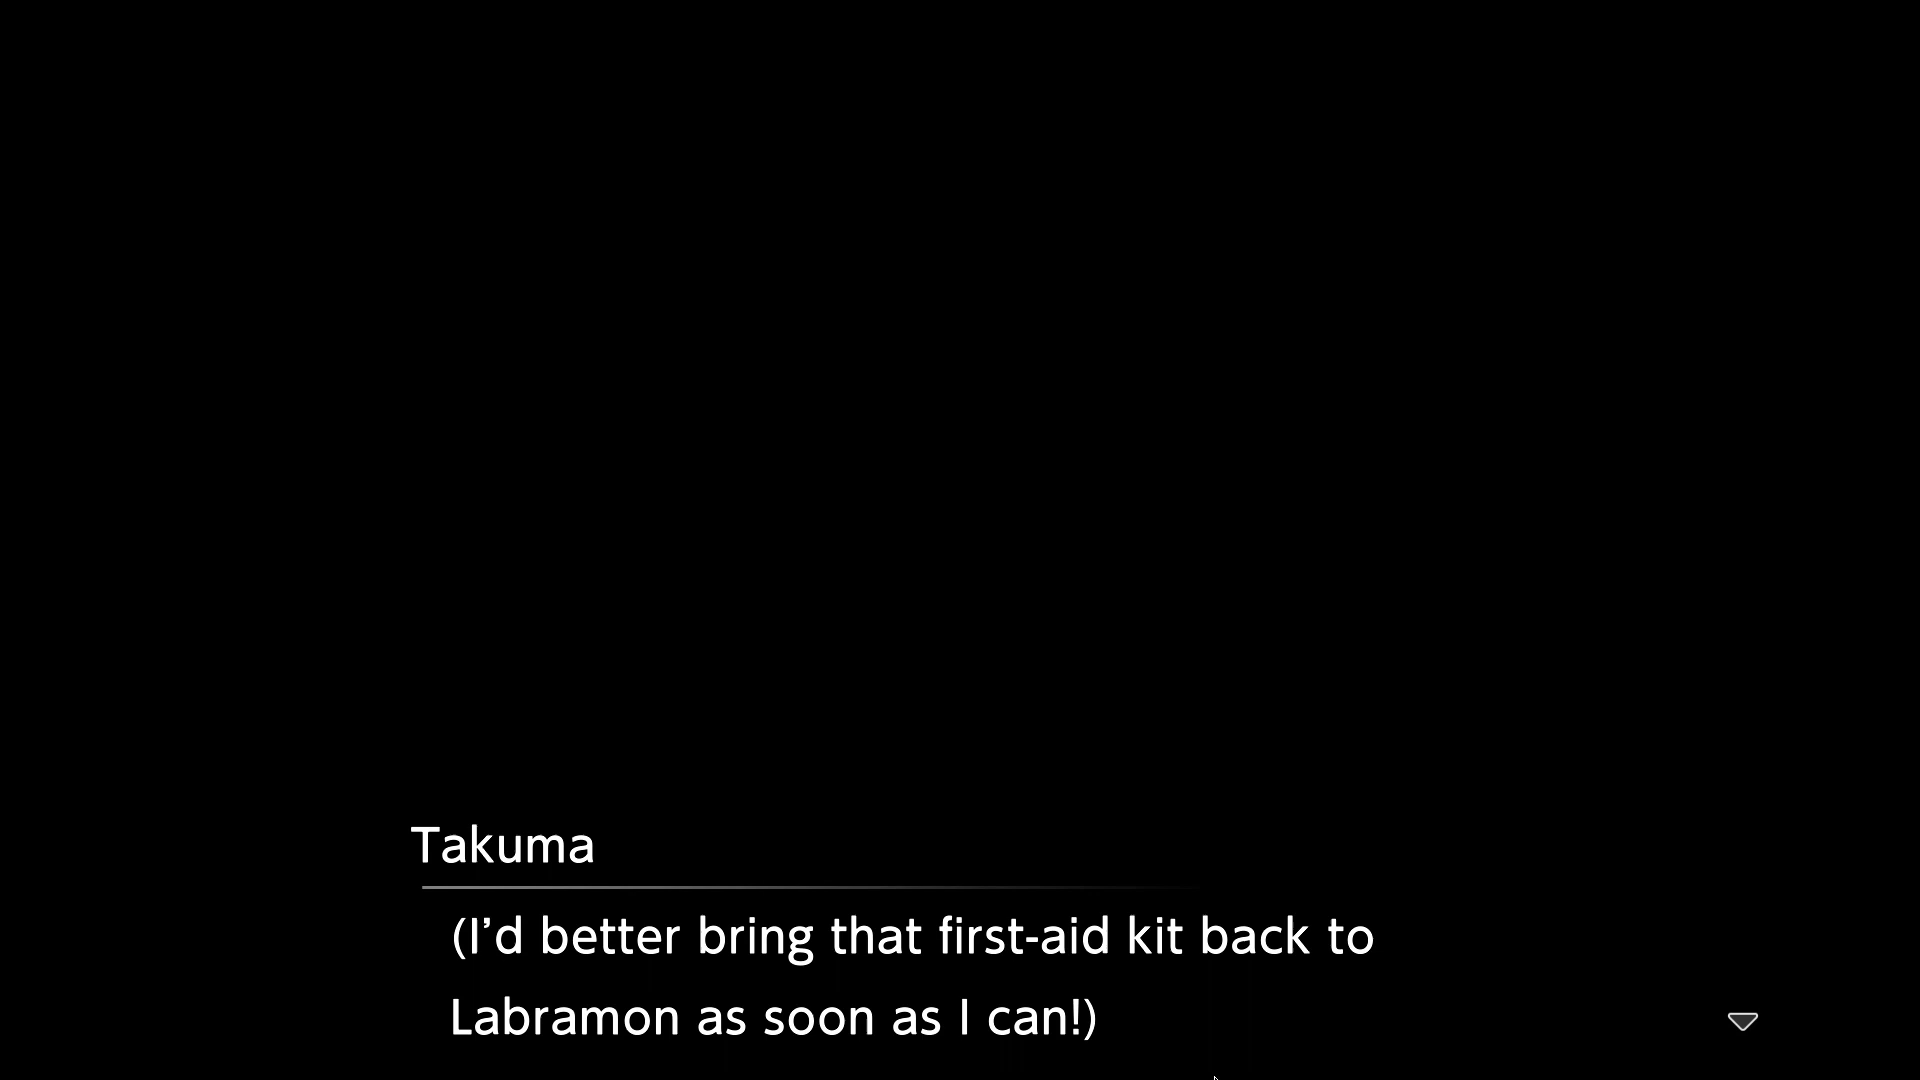 Takuma
(I’d better bring that first-aid kit back to
Labramon as soon as I can!)